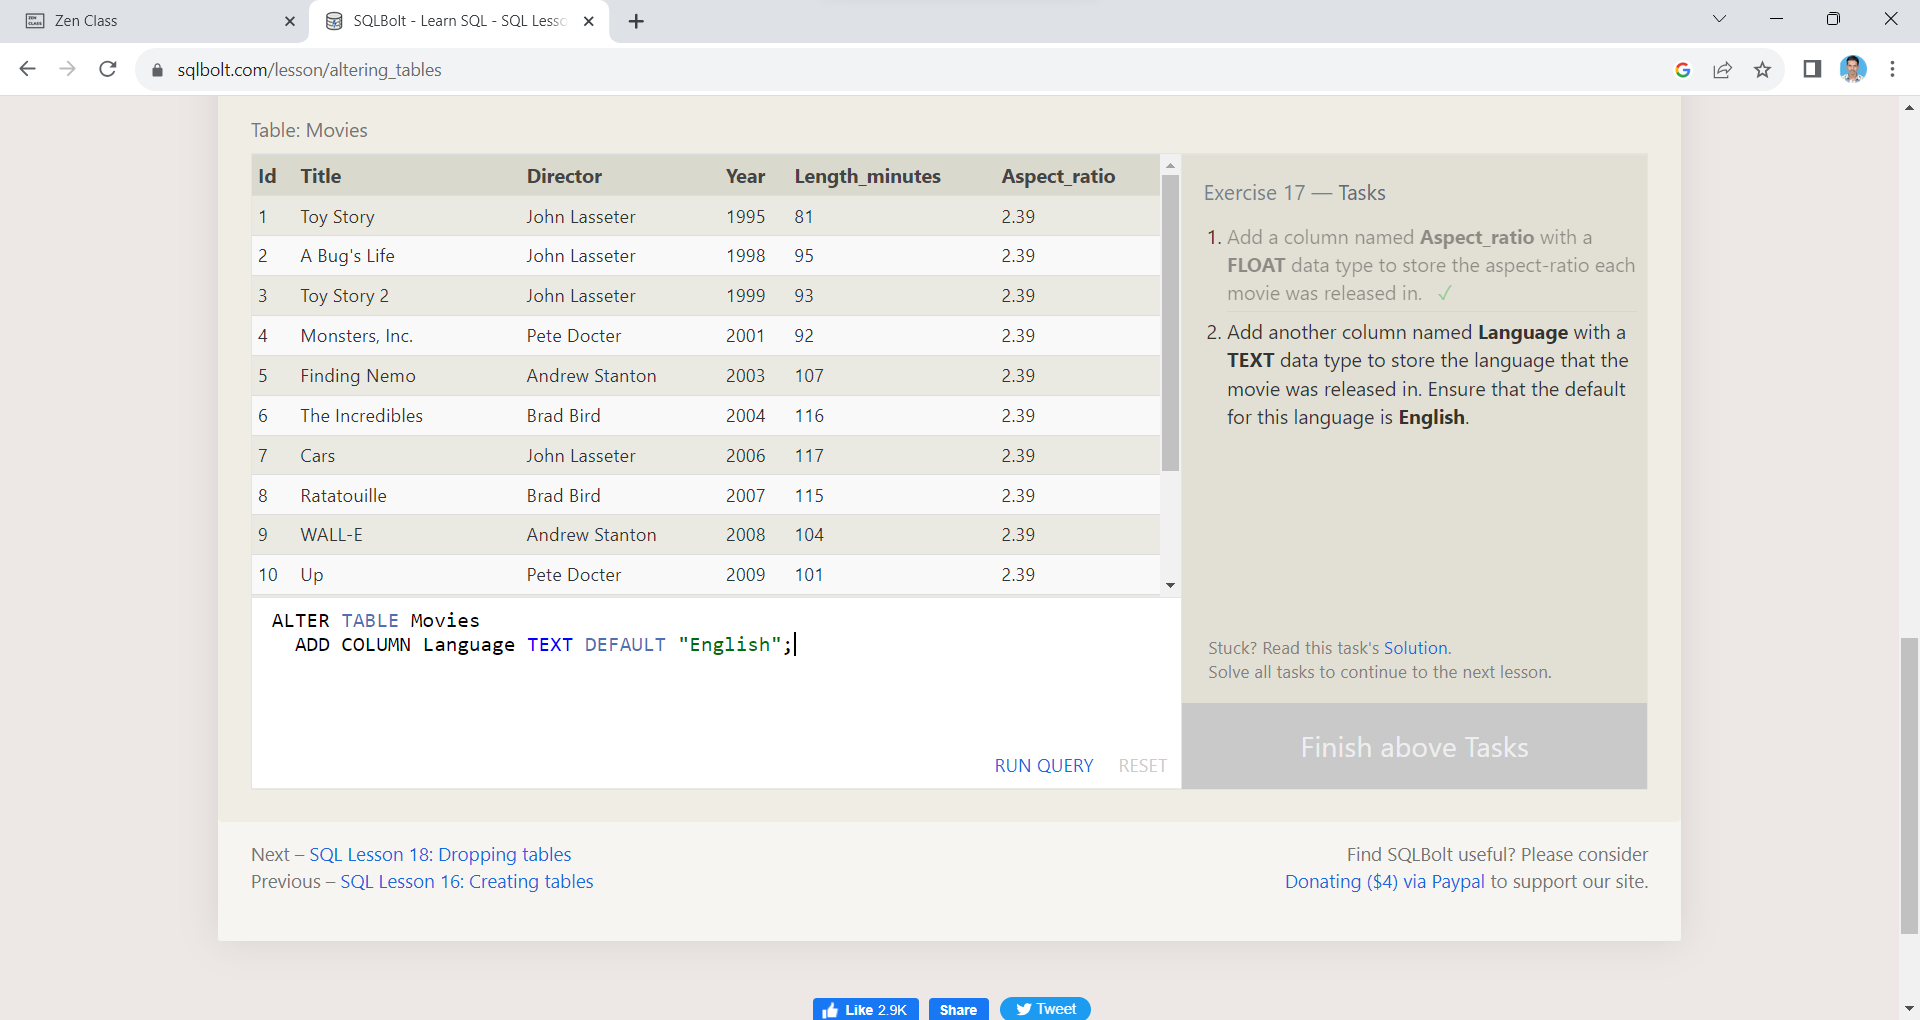 Zen Class
SQLBolt - Learn SQL - SQL Lesso
sqlbolt.com/lesson/altering_tables
Table: Movies
Id Title Director Year Length_minutes Aspect_ratio
1 Toy Story John Lasseter 1995 81 2.39
2 A Bug's Life John Lasseter 1998 95 2.39
3 Toy Story 2 John Lasseter 1999 93 2.39
4 Monsters, Inc. Pete Docter 2001 92 2.39
5 Finding Nemo Andrew Stanton 2003 107 2.39
6 The Incredibles Brad Bird 2004 116 2.39
7 Cars John Lasseter 2006 117 2.39
8 Ratatouille Brad Bird 2007 115 2.39
9 WALL-E Andrew Stanton 2008 104 2.39
10 Up Pete Docter 2009 101 2.39
ALTER TABLE Movies
ADD COLUMN Language TEXT DEFAULT "English";
RUN QUERY RESET
Exercise 17 — Tasks
1. Add a column named Aspect_ratio with a
FLOAT data type to store the aspect-ratio each
movie was released in. ✓
2. Add another column named Language with a
TEXT data type to store the language that the
movie was released in. Ensure that the default
for this language is English.
Stuck? Read this task's Solution.
Solve all tasks to continue to the next lesson.
Finish above Tasks
Next – SQL Lesson 18: Dropping tables
Previous – SQL Lesson 16: Creating tables
Find SQLBolt useful? Please consider
Donating ($4) via Paypal to support our site.
Like 2.9K Share Tweet